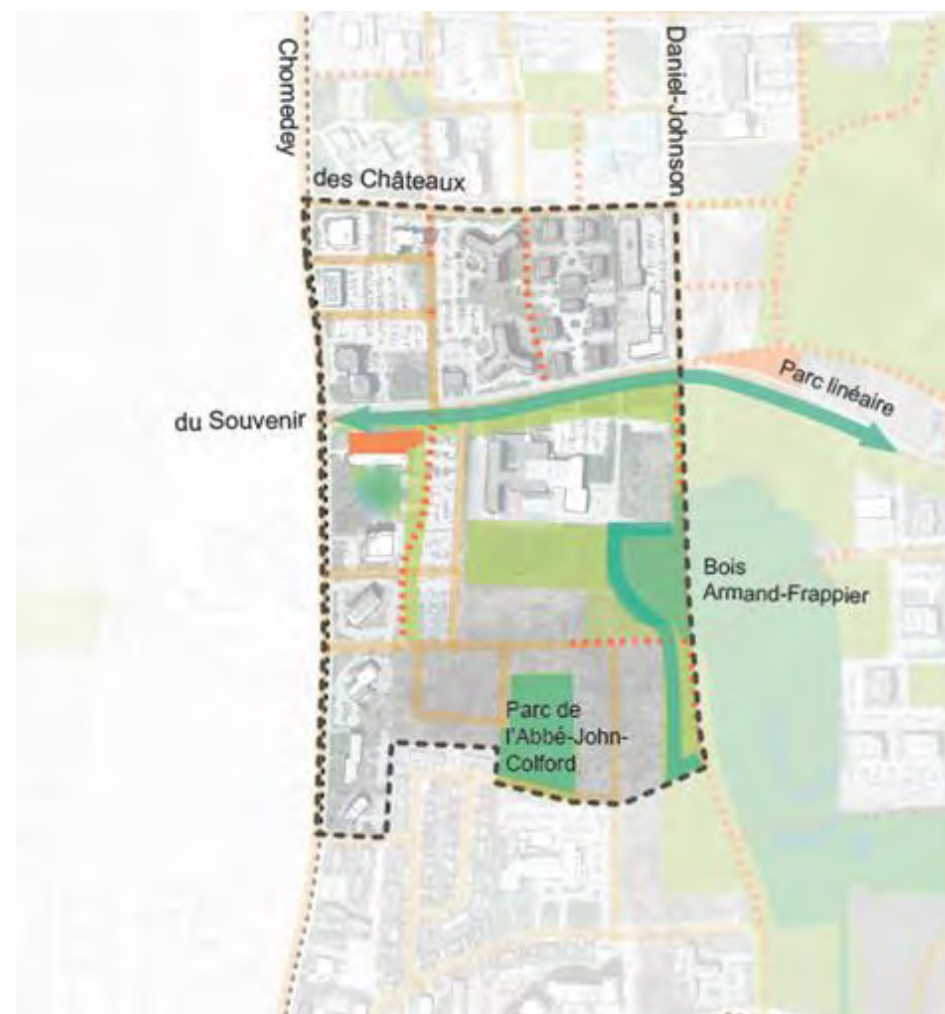 Chomedey
Daniel-Johnson
des Châteaux
Parc linéaire
du Souvenir
Bois
Armand-Frappier
Parc de
l'Abbé-John-
Colford